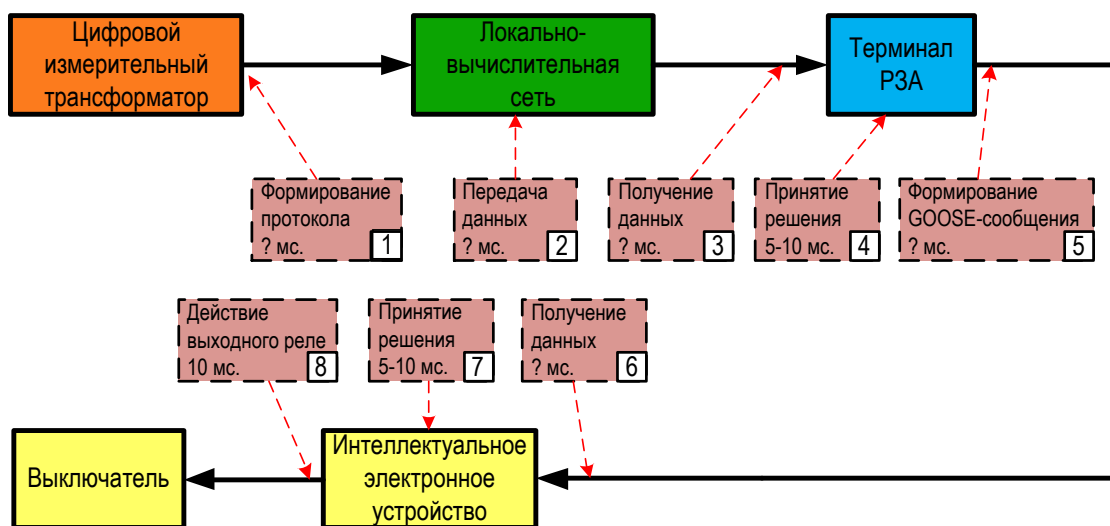 Цифровой
измерительный
трансформатор
Локально-
вычислительная
сеть
Терминал
РЗА
Формирование
протокола
? мс.
1
Передача
данных
? мс.
2
Получение
данных
? мс.
3
Принятие
решения
5-10 мс.
4
Формирование
GOOSE-сообщения
? мс.
5
Действие
выходного реле
10 мс.
8
Принятие
решения
5-10 мс.
7
Получение
данных
? мс.
6
Выключатель
Интеллектуальное
электронное
устройство